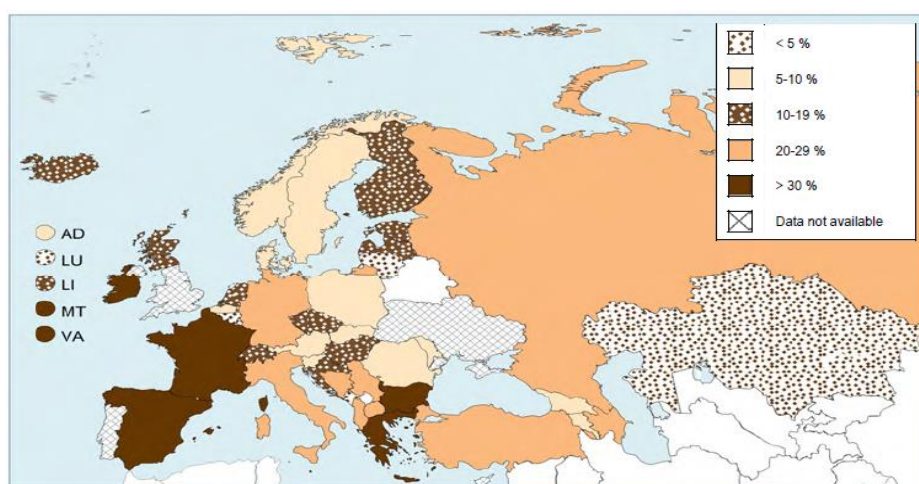 < 5 %
5-10 %
10-19 %
20-29 %
> 30 %
Data not available
AD
LU
LI
MT
VA